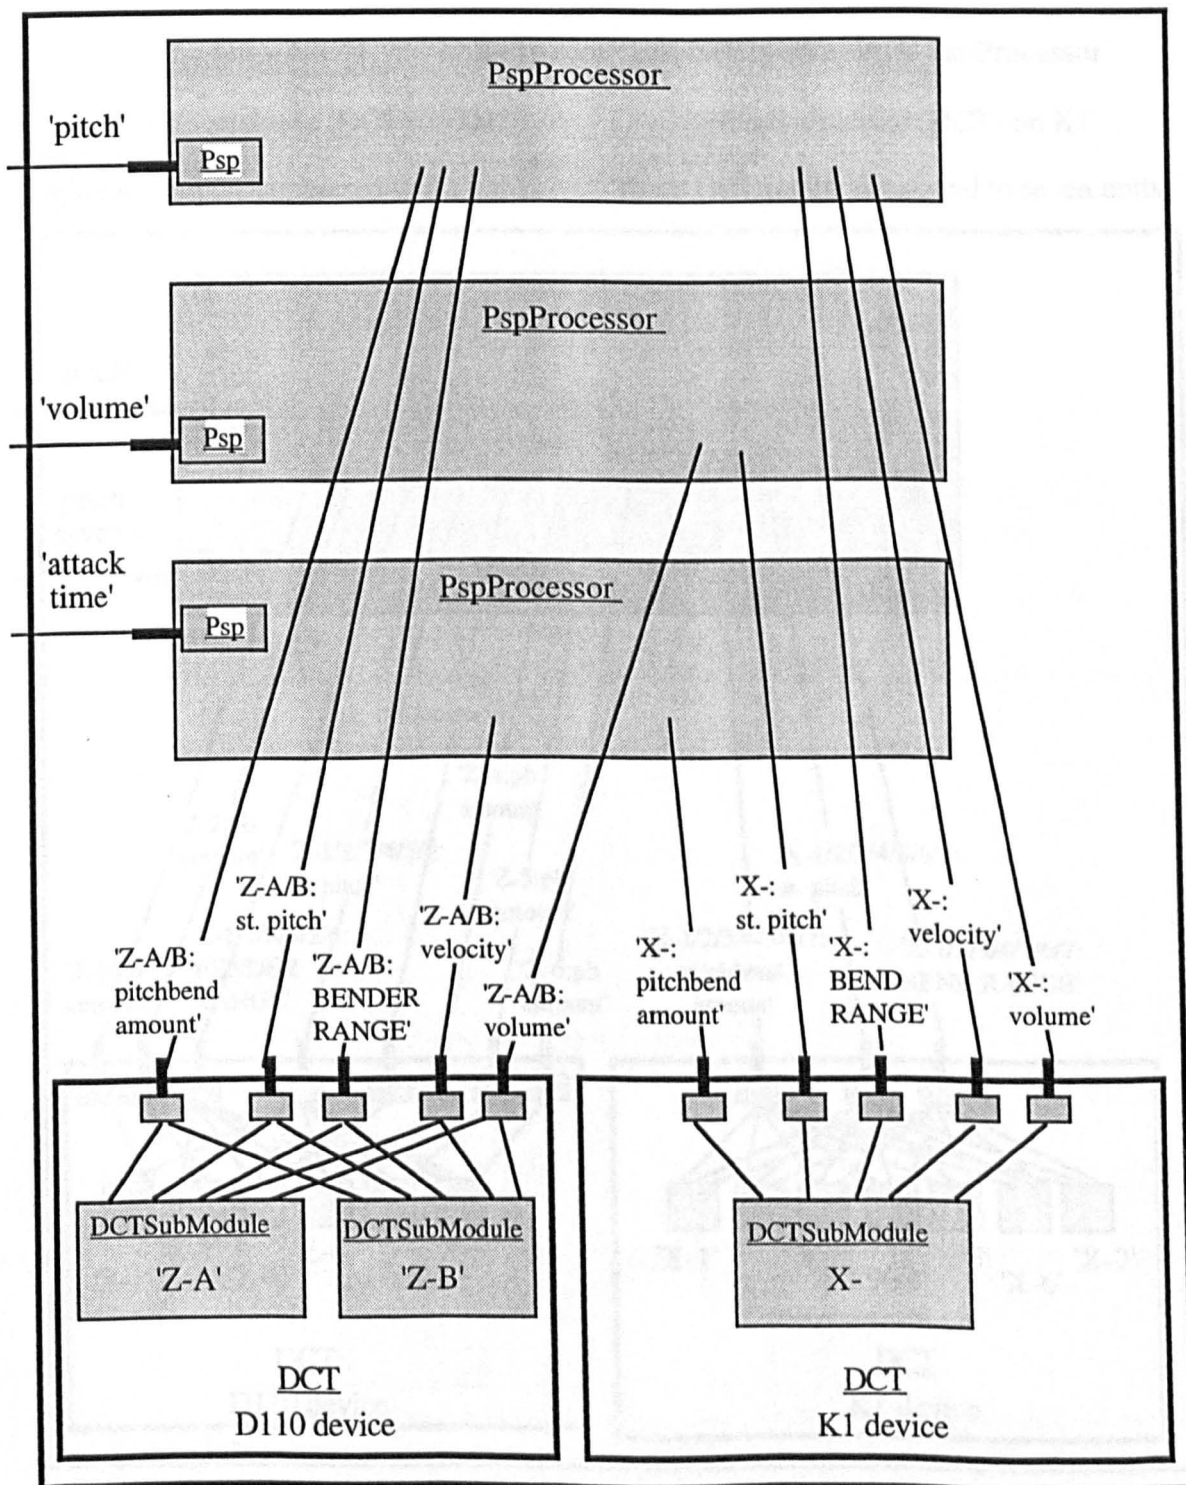 PspProcessor
'pitch'
Psp
PspProcessor
'volume'
Psp
'attack
time'
PspProcessor
Psp
'Z-A/B:
pitchbend
amount'
'Z-A/B:
st. pitch'
'Z-A/B:
BENDER
RANGE'
'Z-A/B:
velocity'
'Z-A/B:
volume'
'X-:
pitchbend
amount'
'X-:
st. pitch'
'X-:
BEND
RANGE'
'X-:
velocity'
'X-:
volume'
DCTSubModule
'Z-A'
DCTSubModule
'Z-B'
DCT
D110 device
DCTSubModule
X-
DCT
K1 device